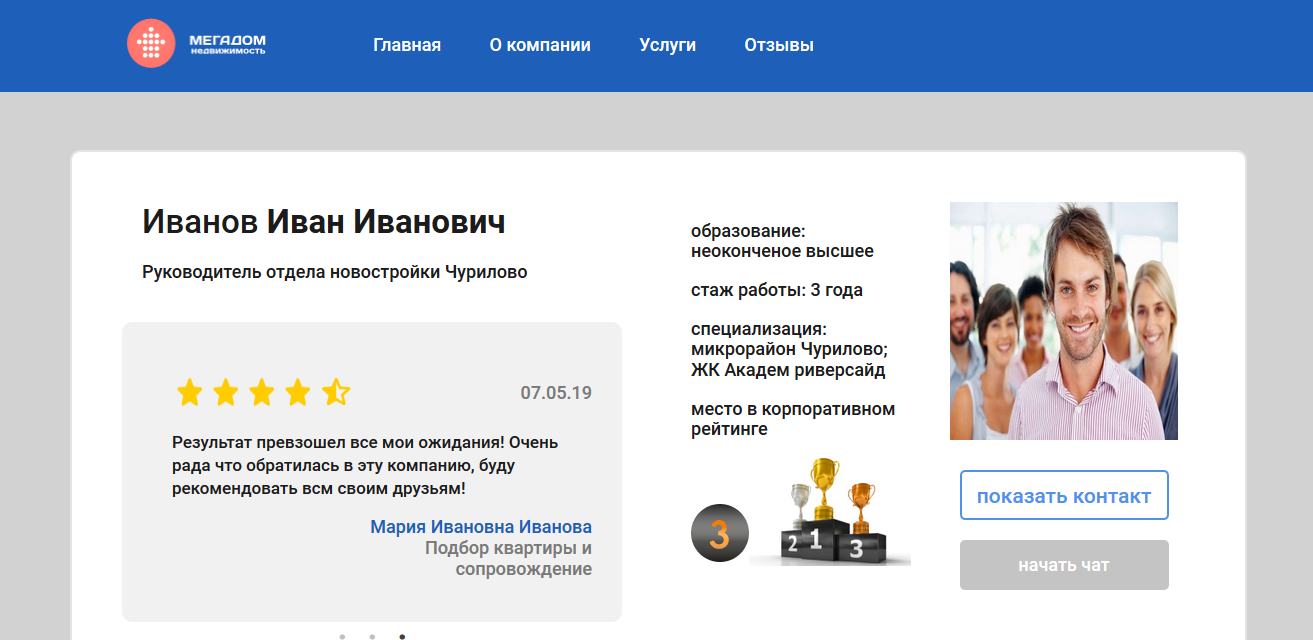 МЕГАДОМ
недвижимость
Главная
О компании
Услуги
Отзывы
Иванов Иван Иванович
Руководитель отдела новостройки Чурилово
07.05.19
Результат превзошел все мои ожидания! Очень
рада что обратилась в эту компанию, буду
рекомендовать всм своим друзьям!
Мария Ивановна Иванова
Подбор квартиры и
сопровождение
образование:
неоконченое высшее
стаж работы: 3 года
специализация:
микрорайон Чурилово;
ЖК Академ риверсайд
место в корпоративном
рейтинге
3
2 1 3
показать контакт
начать чат